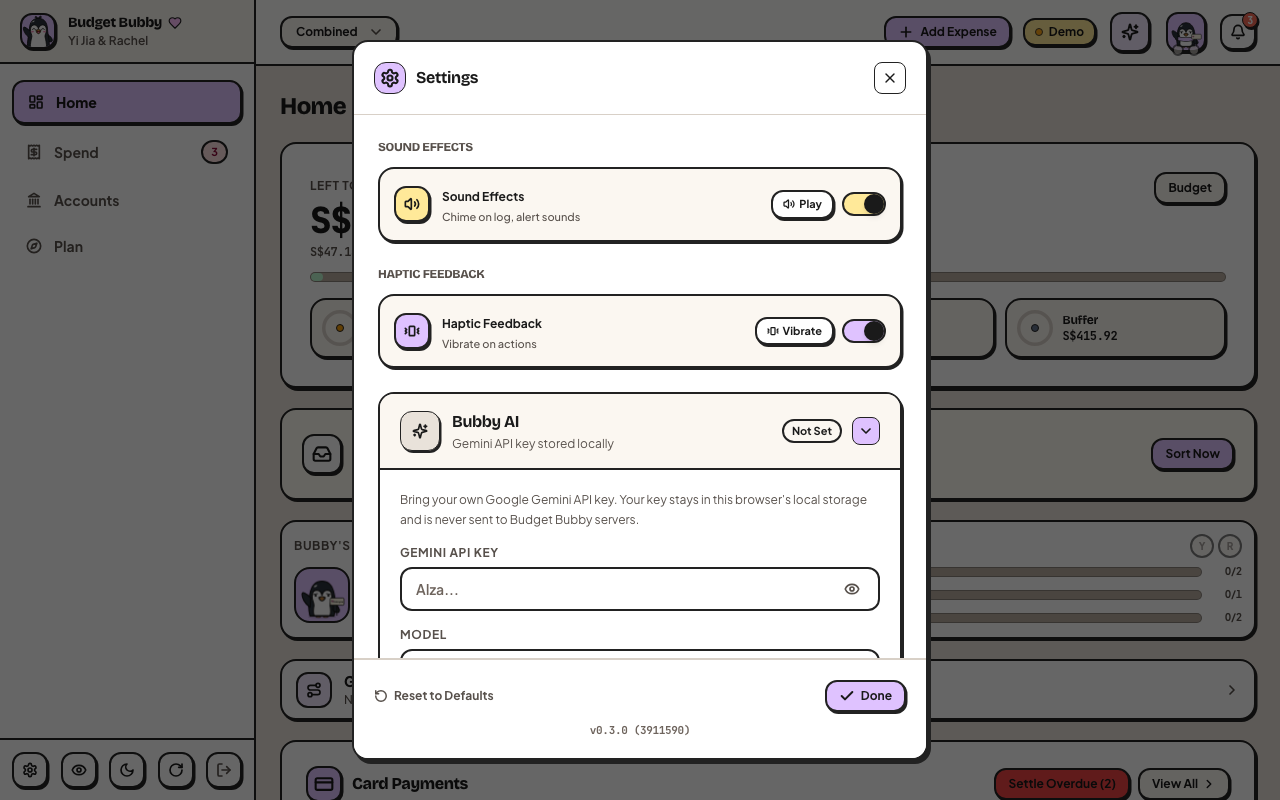 Budget Bubby
Yi Jia & Rachel
Home
Spend
3
Accounts
Plan
Combined
Add Expense
Demo
3
Home
LEFT TO
S$
S$47.1
Budget
Buffer
S$415.92
Sort Now
BUBBY'S
Y
R
0/2
0/1
0/2
Card Payments
Settle Overdue (2)
View All
Settings
SOUND EFFECTS
Sound Effects
Chime on log, alert sounds
Play
HAPTIC FEEDBACK
Haptic Feedback
Vibrate on actions
Vibrate
Bubby AI
Gemini API key stored locally
Not Set
Bring your own Google Gemini API key. Your key stays in this browser's local storage
and is never sent to Budget Bubby servers.
GEMINI API KEY
AIza...
MODEL
Reset to Defaults
Done
v0.3.0 (3911590)